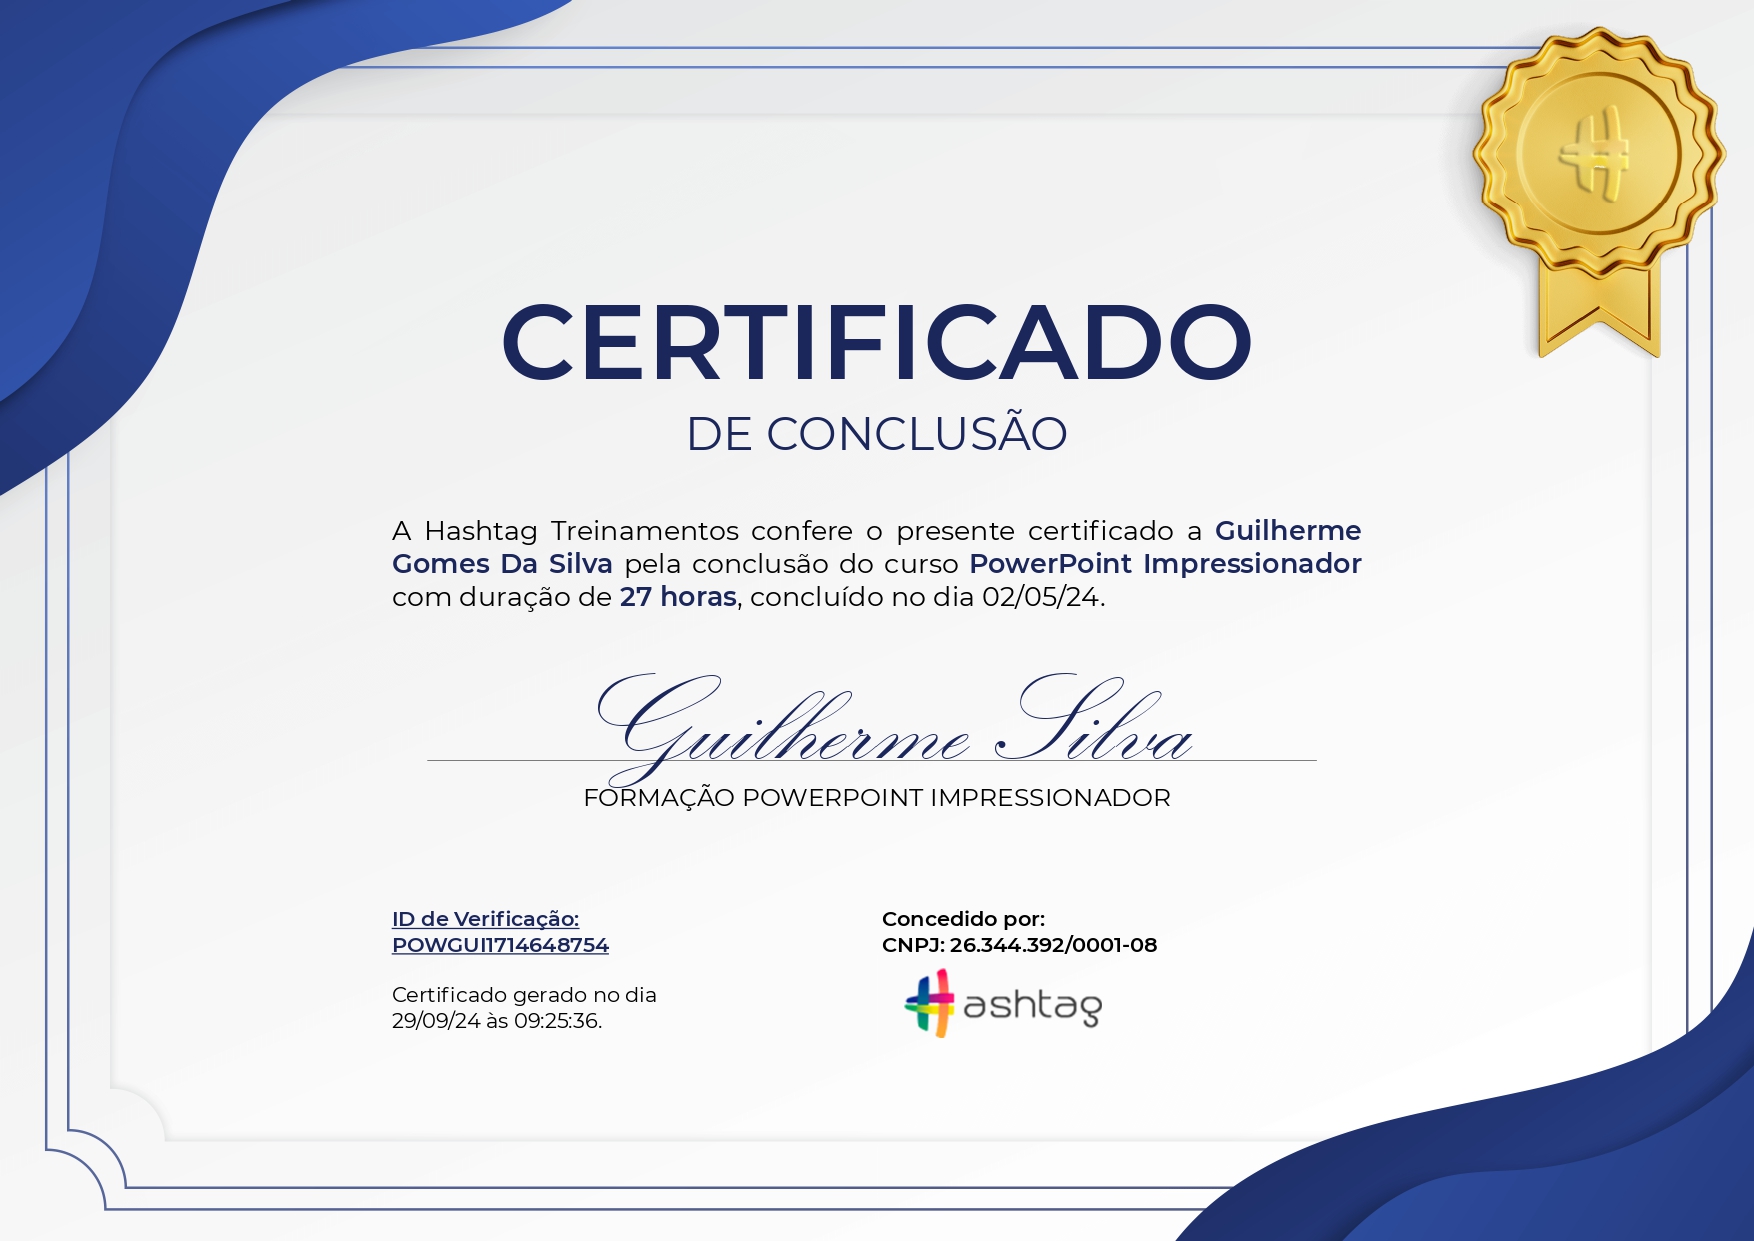 CERTIFICADO
DE CONCLUSÃO
A Hashtag Treinamentos confere o presente certificado a Guilherme
Gomes Da Silva pela conclusão do curso PowerPoint Impressionador
com duração de 27 horas, concluído no dia 02/05/24.
Guilherme Silva
FORMAÇÃO POWERPOINT IMPRESSIONADOR
ID de Verificação:
POWGUI1714648754
Certificado gerado no dia
29/09/24 às 09:25:36.
Concedido por:
CNPJ: 26.344.392/0001-08
ashtag